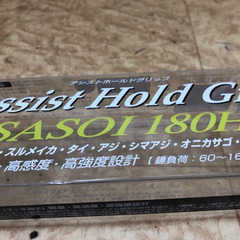 アシストホールドグリップ
ssist Hold G
SASOI 180H
・スルメイカ・タイ・アジ・シマアジ・オニカサゴ・
・高感度・高強度設計 [錘負荷：60～16